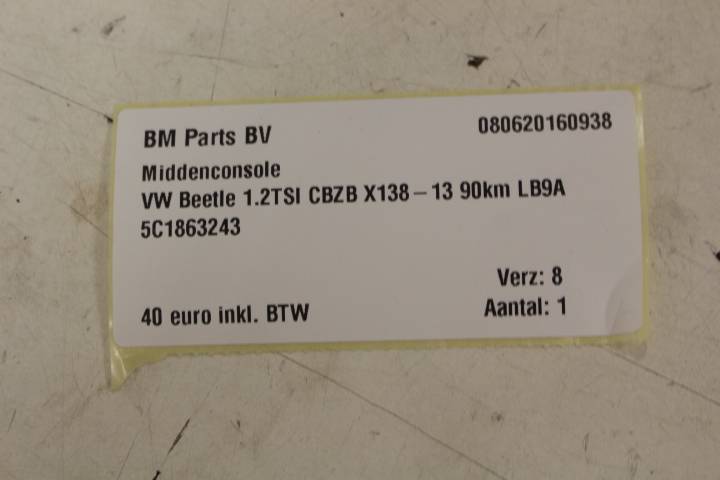 BM Parts BV 080620160938
Middenconsole
VW Beetle 1.2TSI CBZB X138-13 90km LB9A
5C1863243
Verz: 8
40 euro inkl. BTW Aantal: 1